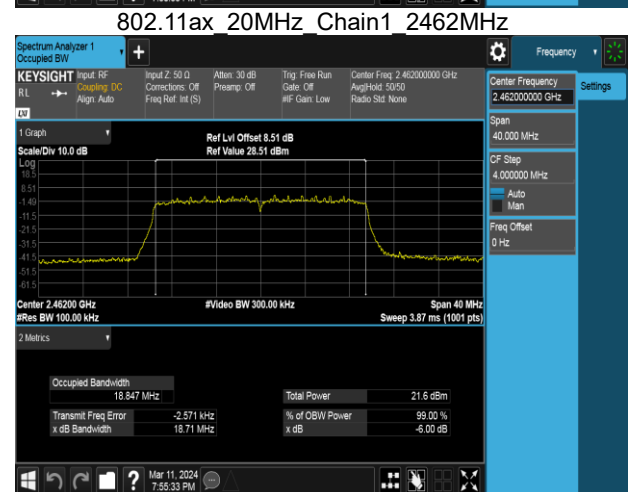 802.11ax_20MHz_Chain1_2462MHz
Spectrum Analyzer 1
Occupied BW
Frequency
KEYSIGHT
RL
Input: RF
Coupling: DC
Align: Auto
Input Z: 50 Ω
Corrections: Off
Freq Ref: Int (S)
Atten: 30 dB
Preamp: Off
Trig: Free Run
Gate: Off
#IF Gain: Low
Center Freq: 2.462000000 GHz
Avg|Hold: 50/50
Radio Std: None
Center Frequency
2.462000000 GHz
Settings
Span
40.000 MHz
CF Step
4.000000 MHz
Auto
Man
Freq Offset
0 Hz
1 Graph
Scale/Div 10.0 dB
Ref Lvl Offset 8.51 dB
Ref Value 28.51 dBm
Log
18.5
8.51
-1.49
-11.5
-21.5
-31.5
-41.5
-51.5
-61.5
Center 2.46200 GHz
#Video BW 300.00 kHz
Span 40 MHz
#Res BW 100.00 kHz
Sweep 3.87 ms (1001 pts)
2 Metrics
Occupied Bandwidth
18.847 MHz
Total Power 21.6 dBm
Transmit Freq Error -2.571 kHz
% of OBW Power 99.00 %
x dB Bandwidth 18.71 MHz
x dB -6.00 dB
Mar 11, 2024
7:55:33 PM